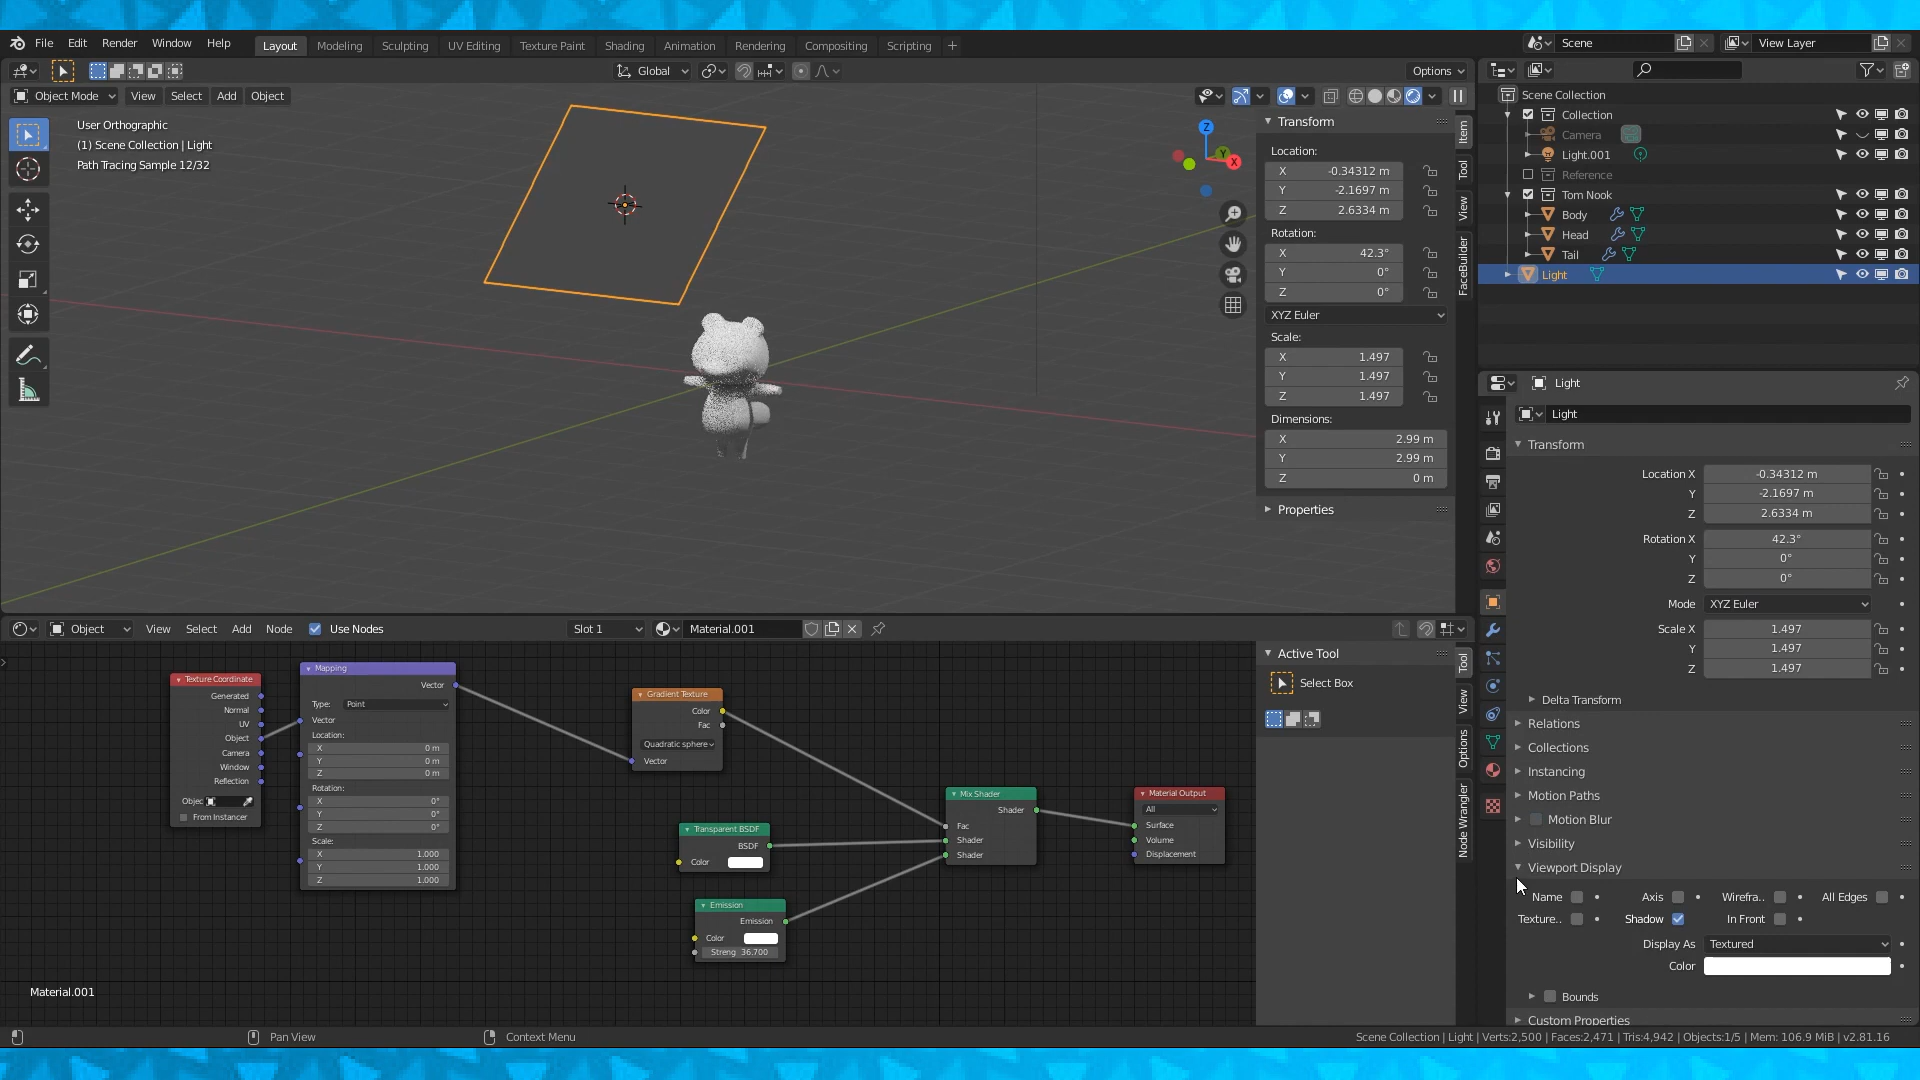 File Edit Render Window Help Layout Modeling Sculpting UV Editing Texture Paint Shading Animation Rendering Compositing Scripting + Scene View Layer
Global Options
Object Mode View Select Add Object
User Orthographic
(1) Scene Collection | Light
Path Tracing Sample 12/32
Z
Y
X
Transform
Location:
X -0.34312 m
Y -2.1697 m
Z 2.6334 m
Rotation:
X 42.3°
Y 0°
Z 0°
XYZ Euler
Scale:
X 1.497
Y 1.497
Z 1.497
Dimensions:
X 2.99 m
Y 2.99 m
Z 0 m
Properties
Item
Tool
View
FaceBuilder
Scene Collection
Collection
Camera
Light.001
Reference
Tom Nook
Body
Head
Tail
Light
Light
Light
Transform
Location X -0.34312 m
Y -2.1697 m
Z 2.6334 m
Rotation X 42.3°
Y 0°
Z 0°
Mode XYZ Euler
Scale X 1.497
Y 1.497
Z 1.497
Delta Transform
Relations
Collections
Instancing
Motion Paths
Motion Blur
Visibility
Viewport Display
Name Axis Wirefra.. All Edges
Texture.. Shadow In Front
Display As Textured
Color
Bounds
Custom Properties
Object View Select Add Node Use Nodes Slot 1 Material.001
Texture Coordinate
Generated
Normal
UV
Object
Camera
Window
Reflection
Objec
From Instancer
Mapping
Vector
Type: Point
Vector
Location:
X 0 m
Y 0 m
Z 0 m
Rotation:
X 0°
Y 0°
Z 0°
Scale:
X 1.000
Y 1.000
Z 1.000
Gradient Texture
Color
Fac
Quadratic sphere
Vector
Transparent BSDF
BSDF
Color
Emission
Emission
Color
Streng 36.700
Mix Shader
Shader
Fac
Shader
Shader
Material Output
All
Surface
Volume
Displacement
Active Tool
Select Box
Tool
View
Options
Node Wrangler
Material.001
Pan View Context Menu Scene Collection | Light | Verts:2,500 | Faces:2,471 | Tris:4,942 | Objects:1/5 | Mem: 106.9 MiB | v2.81.16